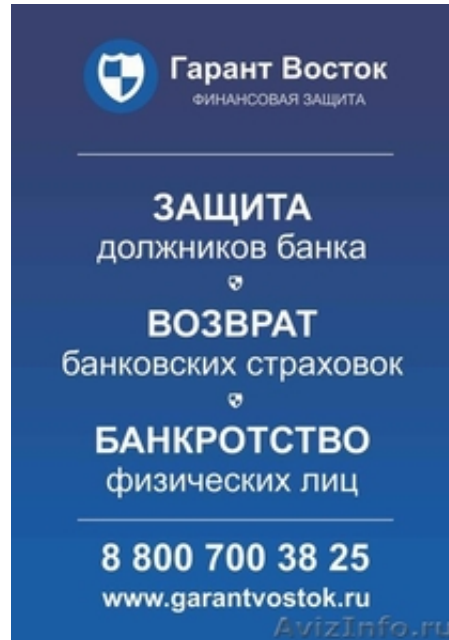 Гарант Восток
ФИНАНСОВАЯ ЗАЩИТА
ЗАЩИТА
должников банка
ВОЗВРАТ
банковских страховок
БАНКРОТСТВО
физических лиц
8 800 700 38 25
www.garantvostok.ru
AvizInfo.ru